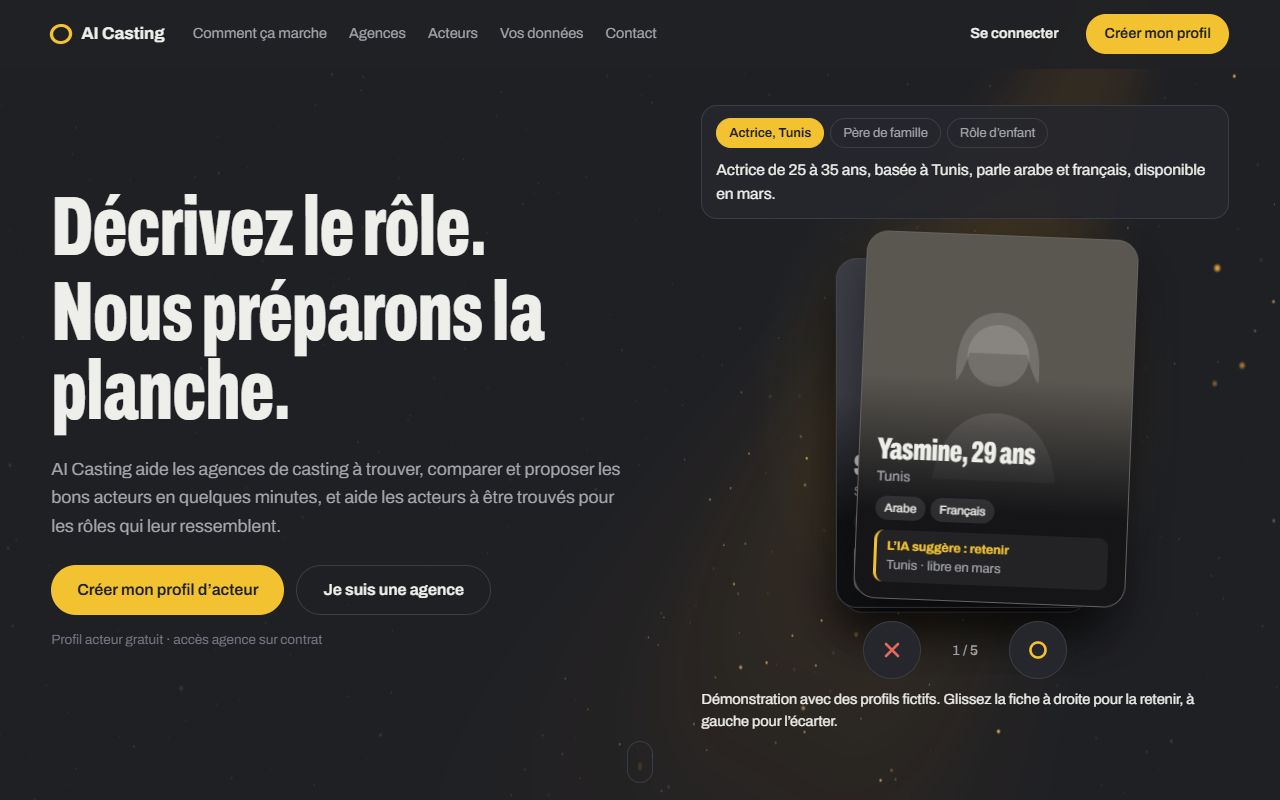 AI Casting
Comment ça marche
Agences
Acteurs
Vos données
Contact
Se connecter
Créer mon profil
Décrivez le rôle.
Nous préparons la
planche.
AI Casting aide les agences de casting à trouver, comparer et proposer les
bons acteurs en quelques minutes, et aide les acteurs à être trouvés pour
les rôles qui leur ressemblent.
Créer mon profil d’acteur
Je suis une agence
Profil acteur gratuit · accès agence sur contrat
Actrice, Tunis
Père de famille
Rôle d’enfant
Actrice de 25 à 35 ans, basée à Tunis, parle arabe et français, disponible
en mars.
Yasmine, 29 ans
Tunis
Arabe
Français
L’IA suggère : retenir
Tunis · libre en mars
1 / 5
Démonstration avec des profils fictifs. Glissez la fiche à droite pour la retenir, à
gauche pour l’écarter.